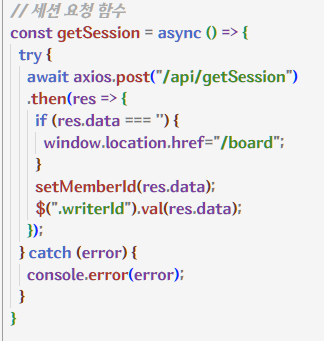 // 세션 요청 함수
const getSession = async () => {
  try {
    await axios.post("/api/getSession")
    .then(res => {
      if (res.data === '') {
        window.location.href="/board";
      }
      setMemberId(res.data);
      $(".writerId").val(res.data);
    });
  } catch (error) {
    console.error(error);
  }
}